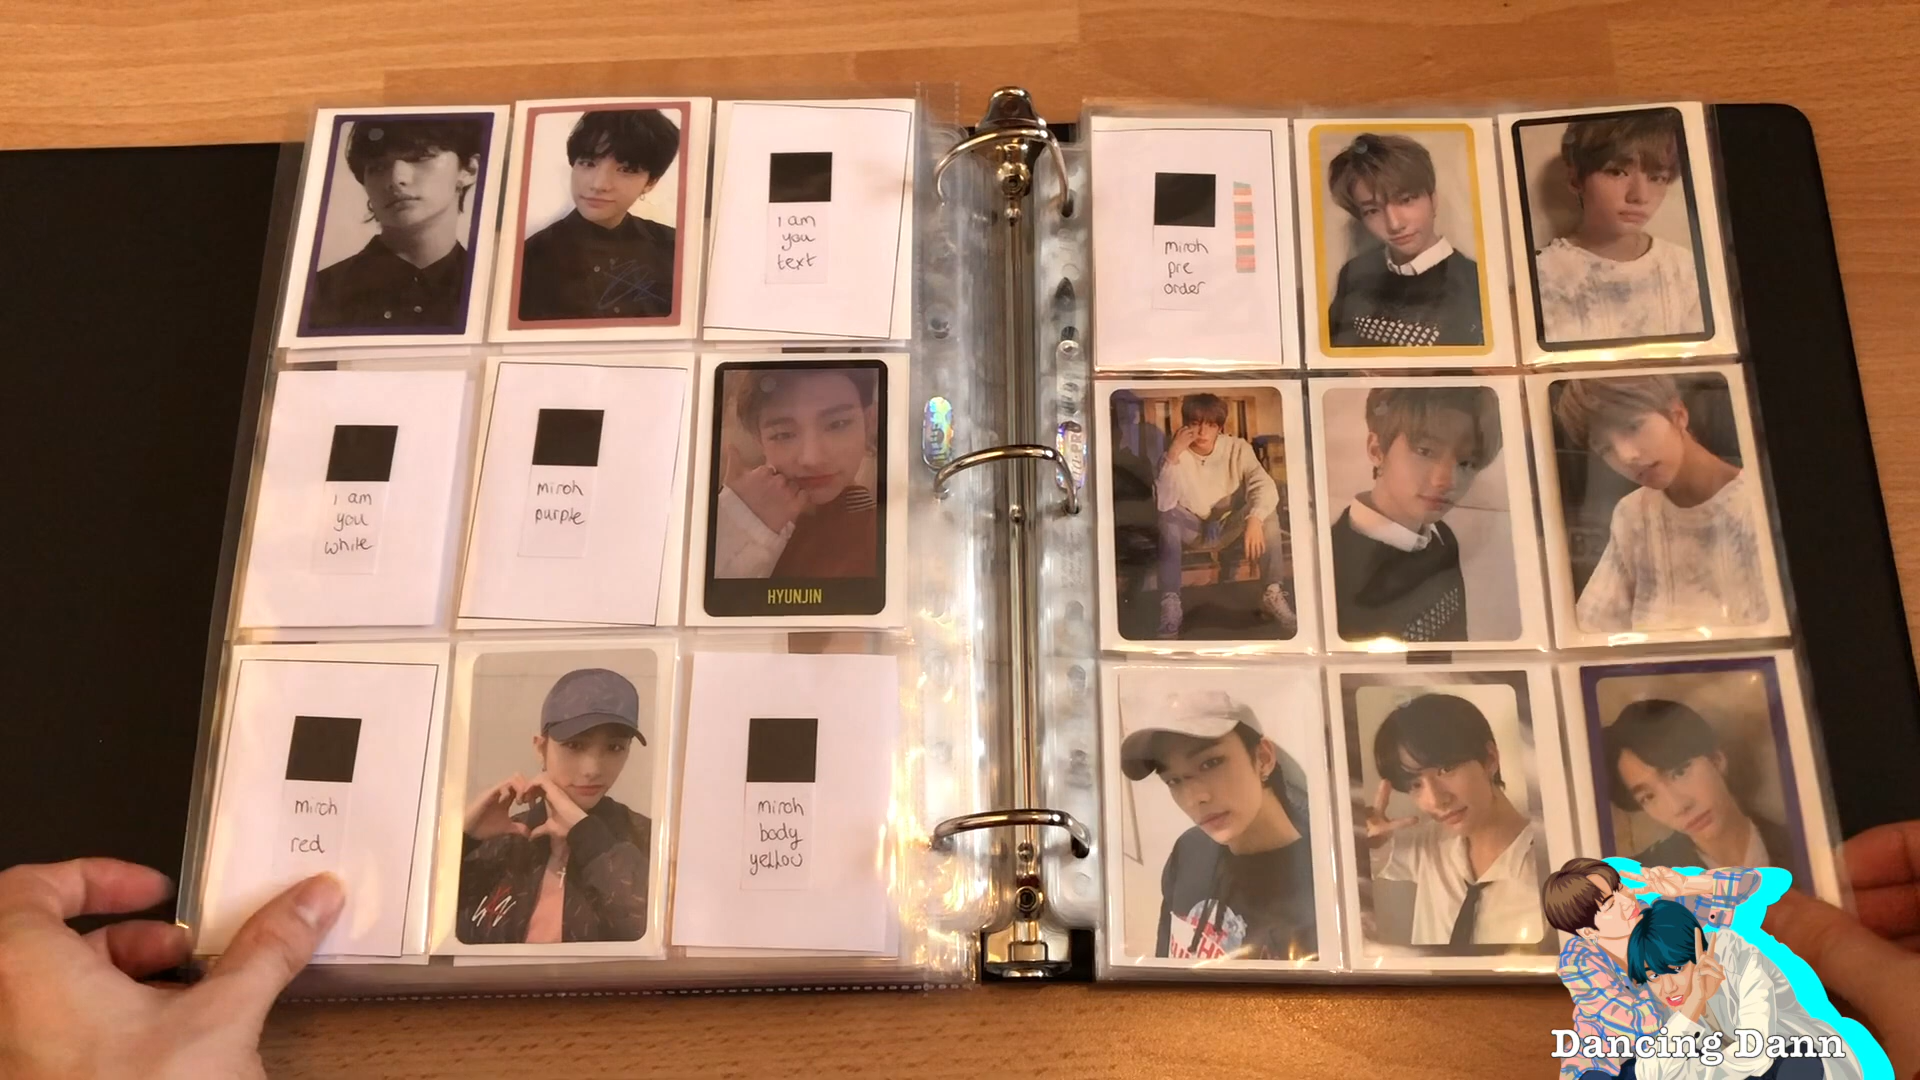 i am
you
text
miroh
pre
order
i am
you
white
miroh
purple
HYUNJIN
miroh
red
miroh
body
yellow
Dancing Dann